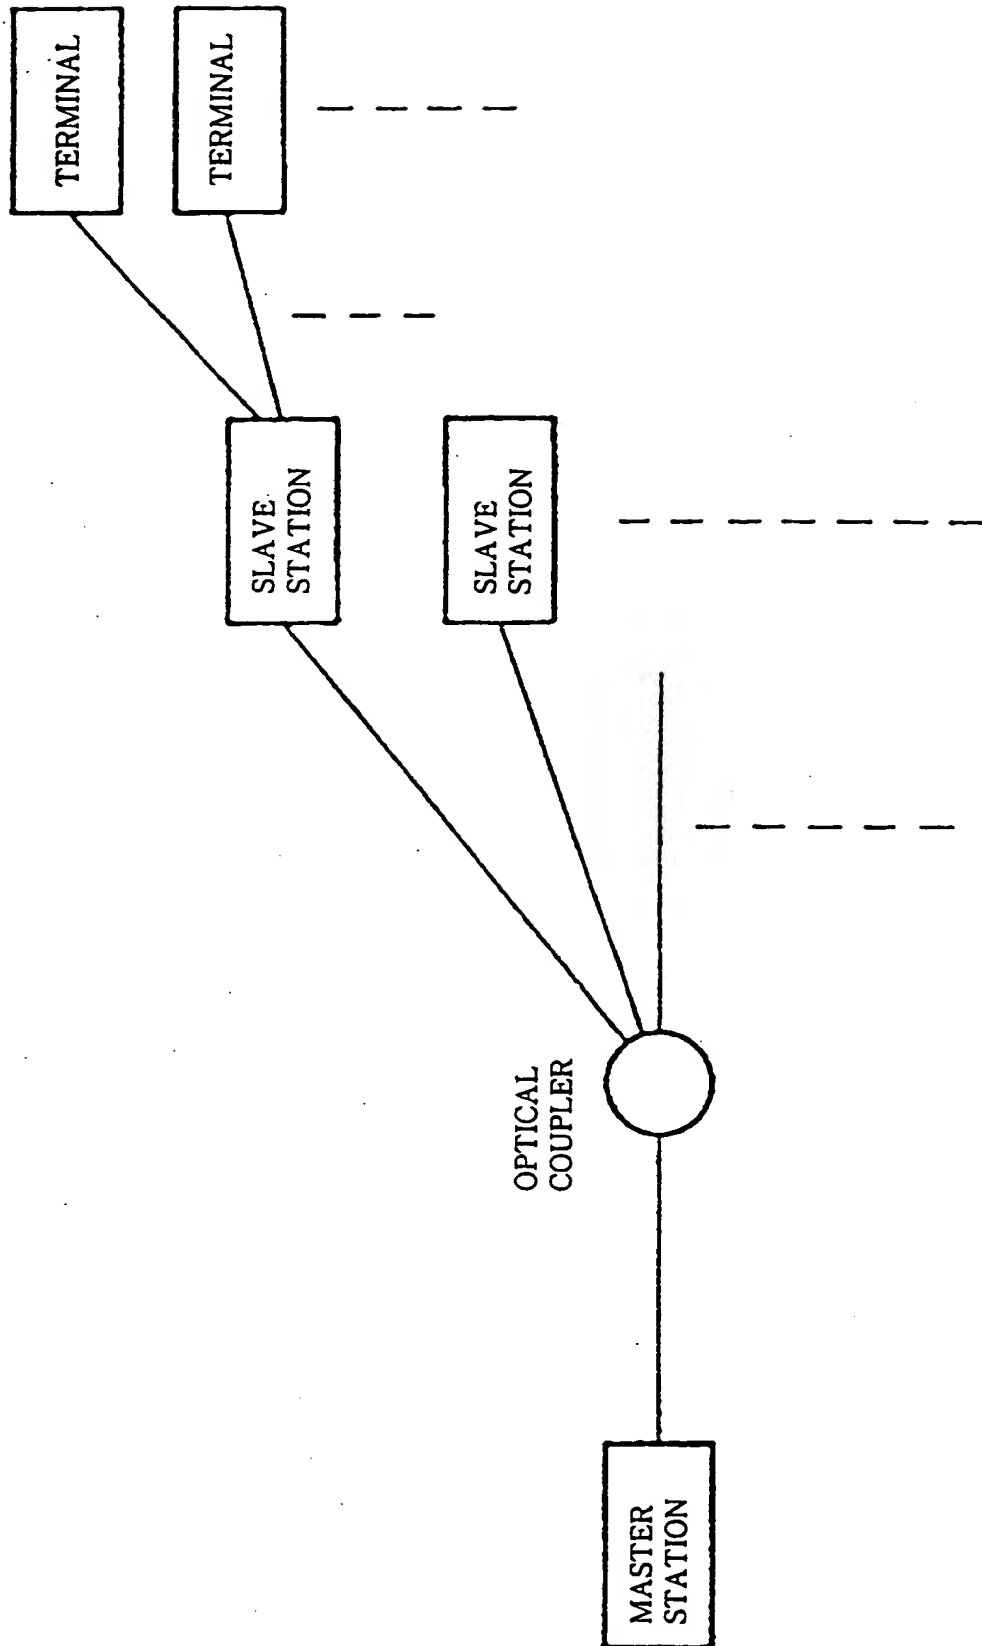 TERMINAL
TERMINAL
SLAVE
STATION
SLAVE
STATION
OPTICAL
COUPLER
MASTER
STATION